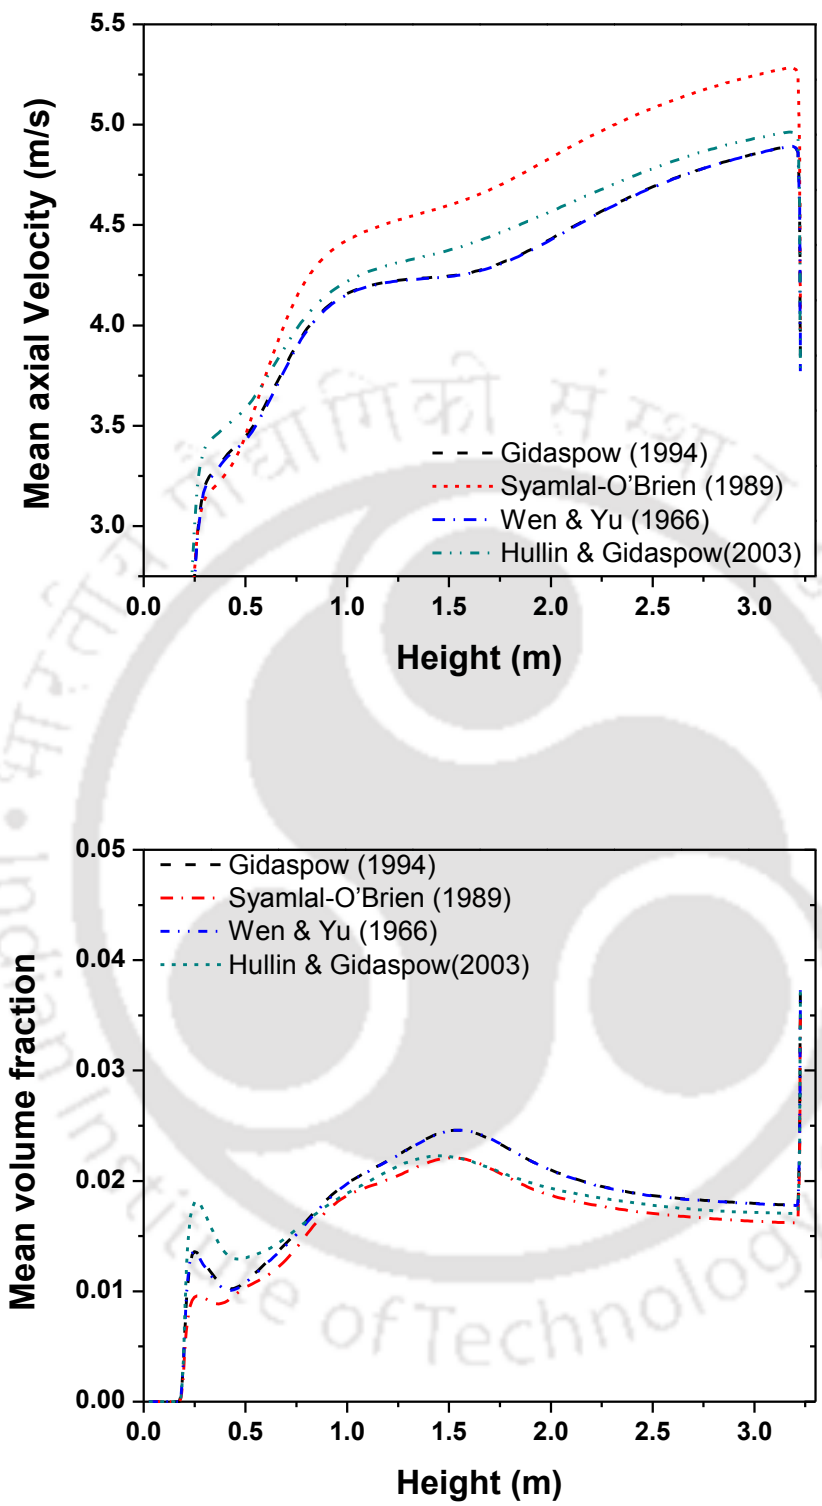 5.5
5.0
4.5
4.0
3.5
3.0
Mean axial Velocity (m/s)
Gidaspow (1994)
Syamlal-O'Brien (1989)
Wen & Yu (1966)
Hullin & Gidaspow(2003)
0.0 0.5 1.0 1.5 2.0 2.5 3.0
Height (m)
0.05
0.04
0.03
0.02
0.01
0.00
Mean volume fraction
Gidaspow (1994)
Syamlal-O'Brien (1989)
Wen & Yu (1966)
Hullin & Gidaspow(2003)
0.0 0.5 1.0 1.5 2.0 2.5 3.0
Height (m)
Institute of Technology